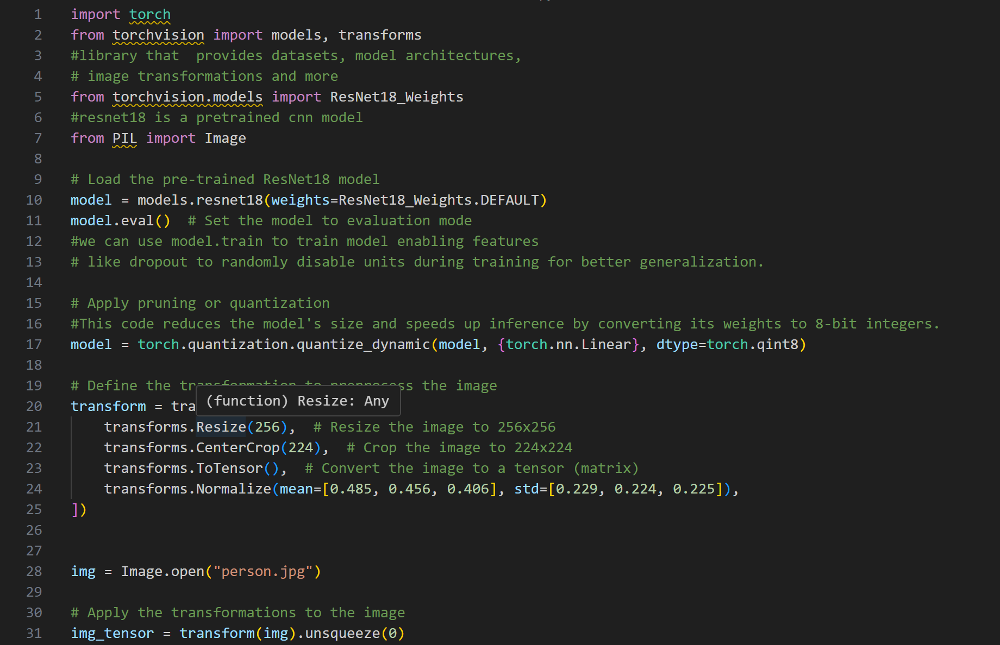 1 import torch
2 from torchvision import models, transforms
3 #library that  provides datasets, model architectures,
4 # image transformations and more
5 from torchvision.models import ResNet18_Weights
6 #resnet18 is a pretrained cnn model
7 from PIL import Image
8
9 # Load the pre-trained ResNet18 model
10 model = models.resnet18(weights=ResNet18_Weights.DEFAULT)
11 model.eval()  # Set the model to evaluation mode
12 #we can use model.train to train model enabling features
13 # like dropout to randomly disable units during training for better generalization.
14
15 # Apply pruning or quantization
16 #This code reduces the model's size and speeds up inference by converting its weights to 8-bit integers.
17 model = torch.quantization.quantize_dynamic(model, {torch.nn.Linear}, dtype=torch.qint8)
18
19 # Define the the image
(function) Resize: Any
20 transform = tra
21     transforms.Resize(256),  # Resize the image to 256x256
22     transforms.CenterCrop(224),  # Crop the image to 224x224
23     transforms.ToTensor(),  # Convert the image to a tensor (matrix)
24     transforms.Normalize(mean=[0.485, 0.456, 0.406], std=[0.229, 0.224, 0.225]),
25 ])
26
27
28 img = Image.open("person.jpg")
29
30 # Apply the transformations to the image
31 img_tensor = transform(img).unsqueeze(0)